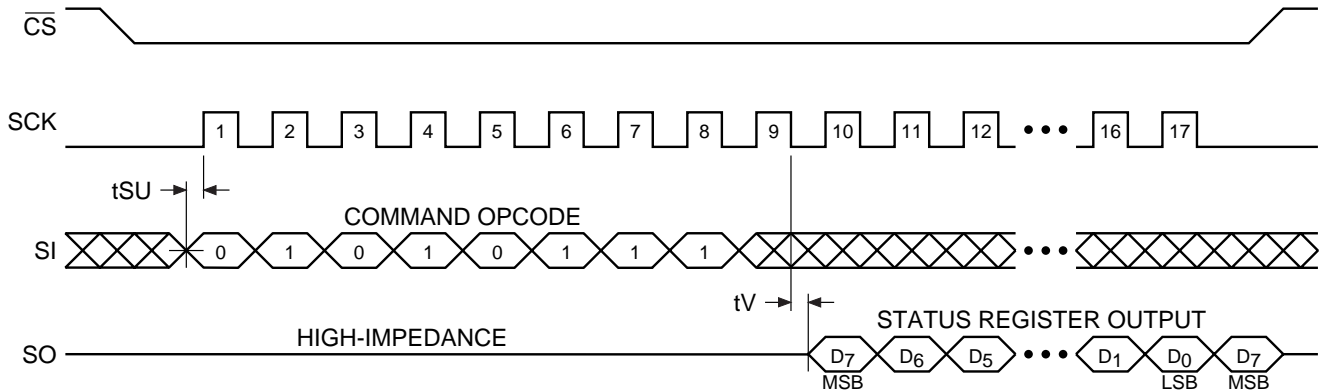 CS
SCK 1 2 3 4 5 6 7 8 9 10 11 12 ••• 16 17
tSU
COMMAND OPCODE
SI 0 1 0 1 0 1 1 1 •••
tV
HIGH-IMPEDANCE STATUS REGISTER OUTPUT
SO D7 D6 D5 ••• D1 D0 D7
MSB LSB MSB